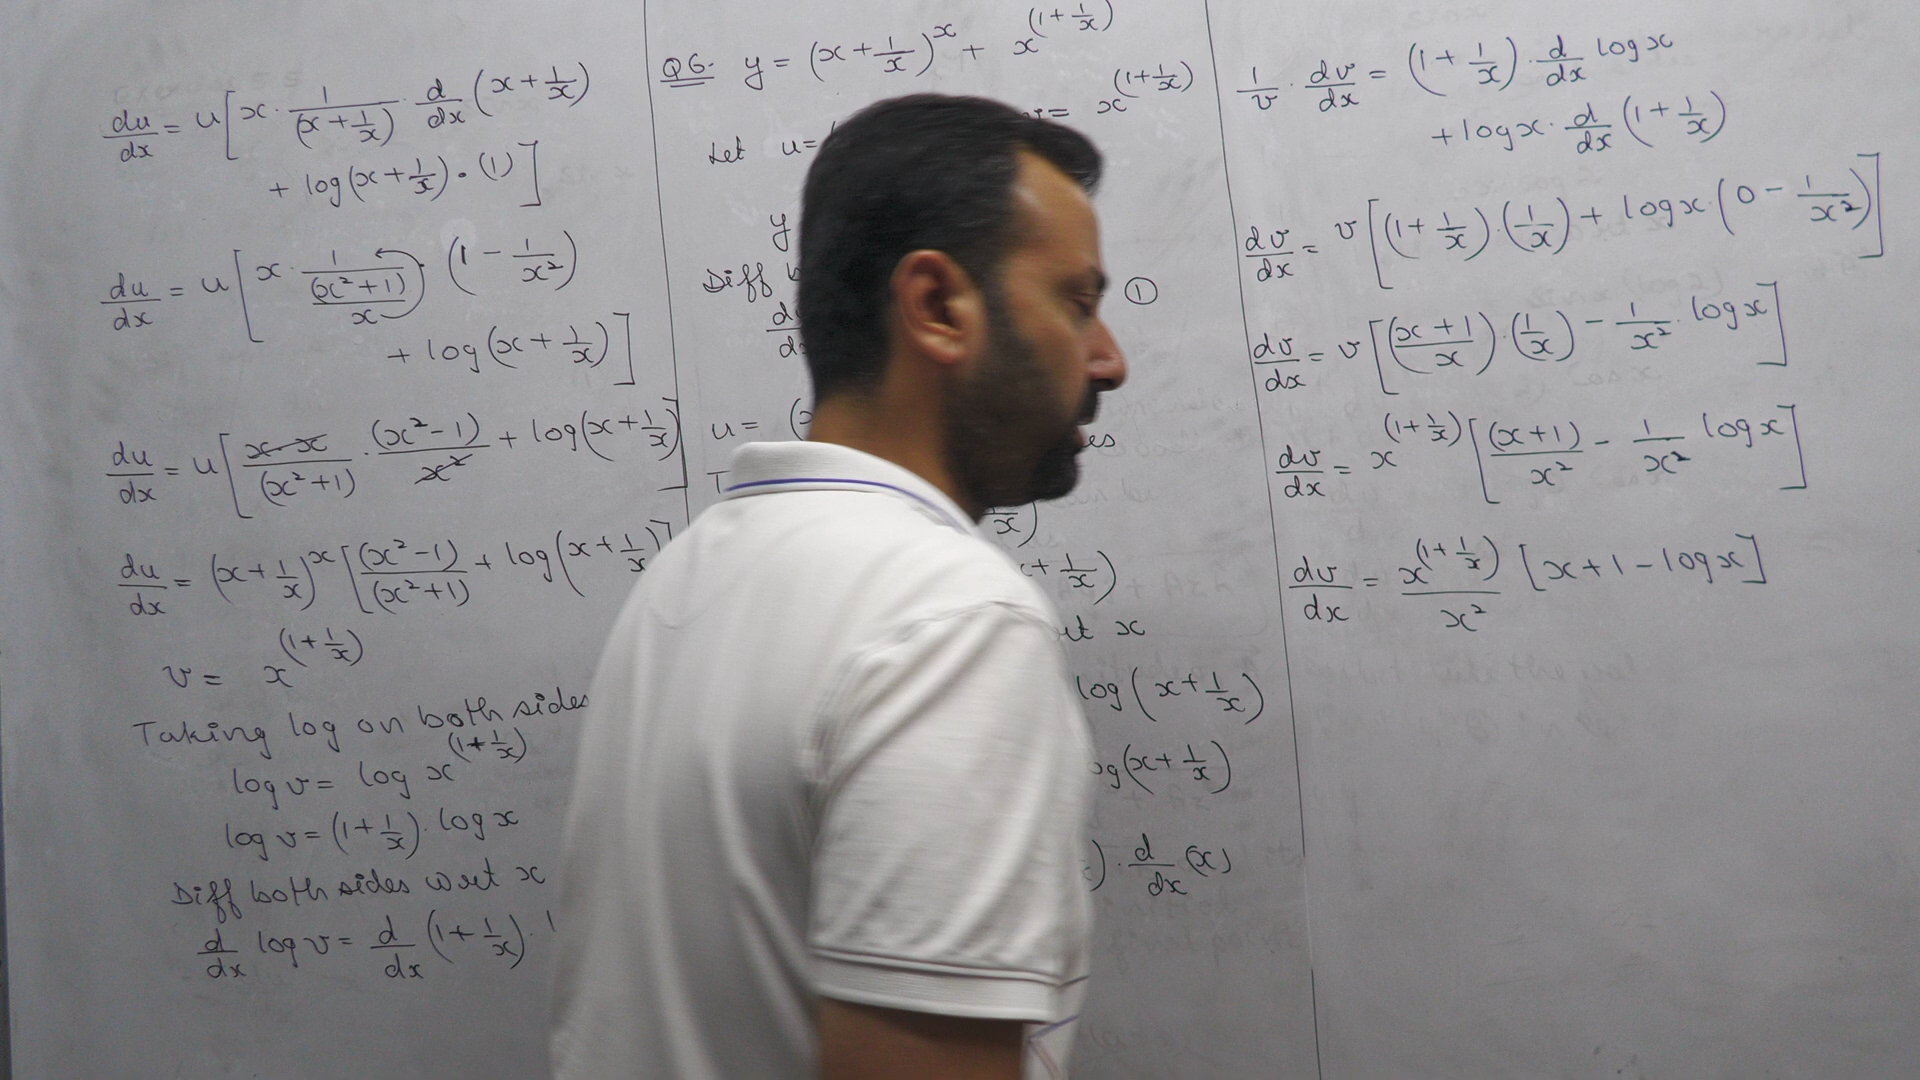 du/dx = u[x · 1/(x + 1/x) · d/dx (x + 1/x)
+ log(x + 1/x) · (1)]
du/dx = u[x · 1/((x² + 1)/x) · (1 - 1/x²)
+ log(x + 1/x)]
du/dx = u[x·x/(x² + 1) · (x² - 1)/x² + log(x + 1/x)]
du/dx = (x + 1/x)^x [(x² - 1)/(x² + 1) + log(x + 1/x)]
v = x^(1 + 1/x)
Taking log on both sides
log v = log x^(1 + 1/x)
log v = (1 + 1/x) · log x
Diff both sides wrt x
d/dx log v = d/dx (1 + 1/x) ·
Q6. y = (x + 1/x)^x + x^(1 + 1/x)
Let u = = x^(1 + 1/x)
y
Diff
①
u = (
1/x)
+ 1/x)
x
log(x + 1/x)
(x + 1/x)
) · d/dx (x)
1/v · dv/dx = (1 + 1/x) · d/dx log x
+ log x · d/dx (1 + 1/x)
dv/dx = v[(1 + 1/x) · (1/x) + log x · (0 - 1/x²)]
dv/dx = v[((x + 1)/x) · (1/x) - 1/x² · log x]
dv/dx = x^(1 + 1/x) [(x + 1)/x² - 1/x² log x]
dv/dx = x^(1 + 1/x)/x² [x + 1 - log x]